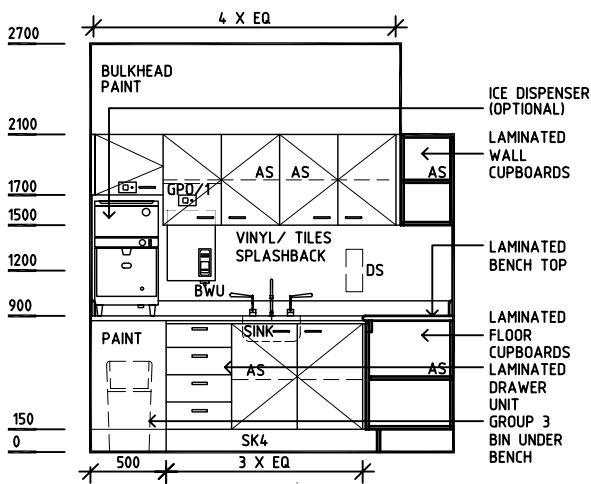 4 X EQ
2700
BULKHEAD
PAINT
ICE DISPENSER
(OPTIONAL)
2100
LAMINATED
WALL
CUPBOARDS
AS
AS
AS
1700
GPO/1
1500
VINYL/ TILES
SPLASHBACK
LAMINATED
BENCH TOP
1200
DS
BWU
900
LAMINATED
FLOOR
CUPBOARDS
PAINT
SINK
AS
AS
LAMINATED
DRAWER
UNIT
GROUP 3
BIN UNDER
BENCH
150
0
SK4
500
3 X EQ